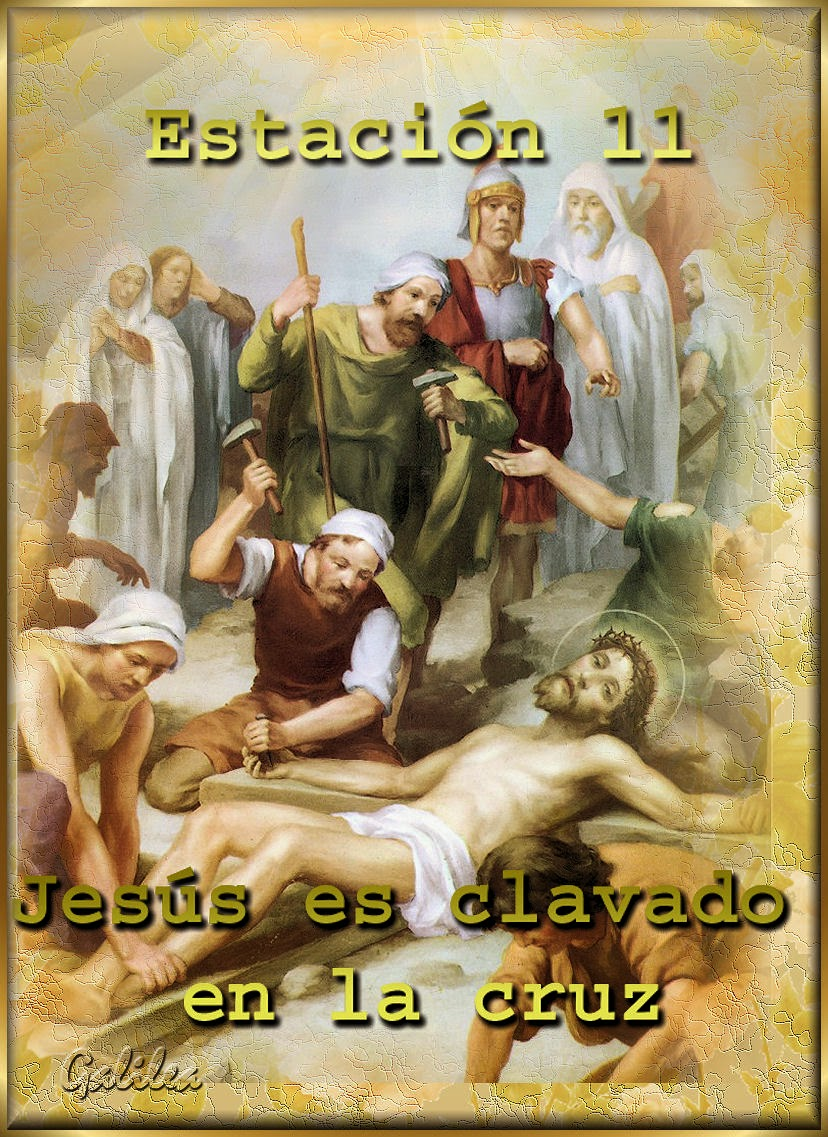 Estación 11
Jesús es clavado
en la cruz
Galilea